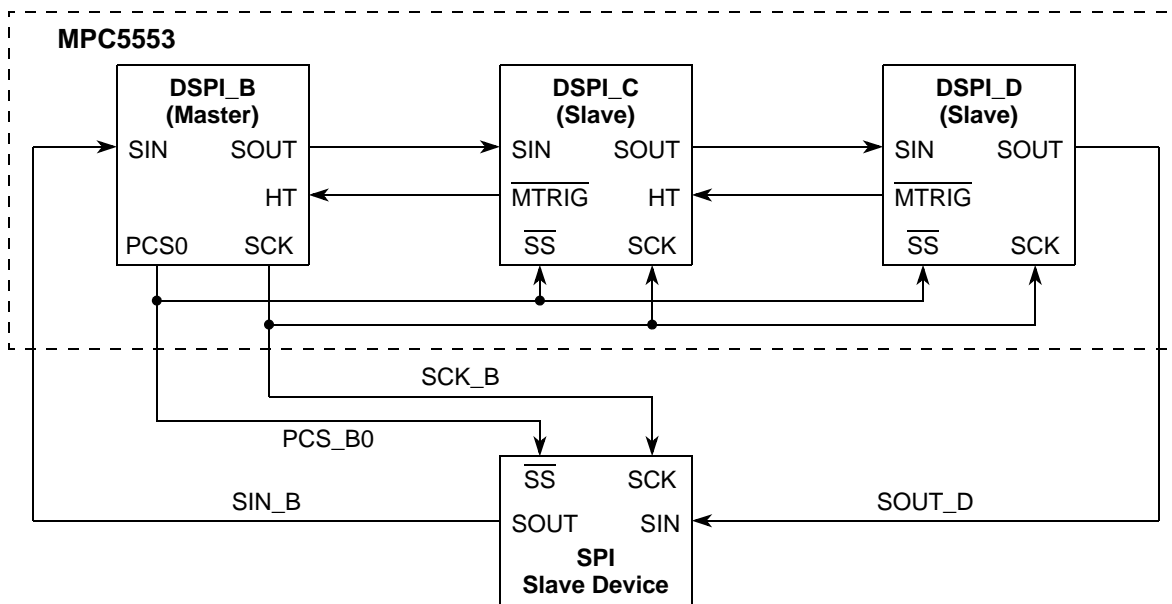 MPC5553
DSPI_B
(Master)
SIN SOUT
HT
PCS0 SCK
DSPI_C
(Slave)
SIN SOUT
MTRIG HT
SS SCK
DSPI_D
(Slave)
SIN SOUT
MTRIG
SS SCK
SCK_B
PCS_B0
SIN_B
SOUT_D
SS SCK
SOUT SIN
SPI
Slave Device